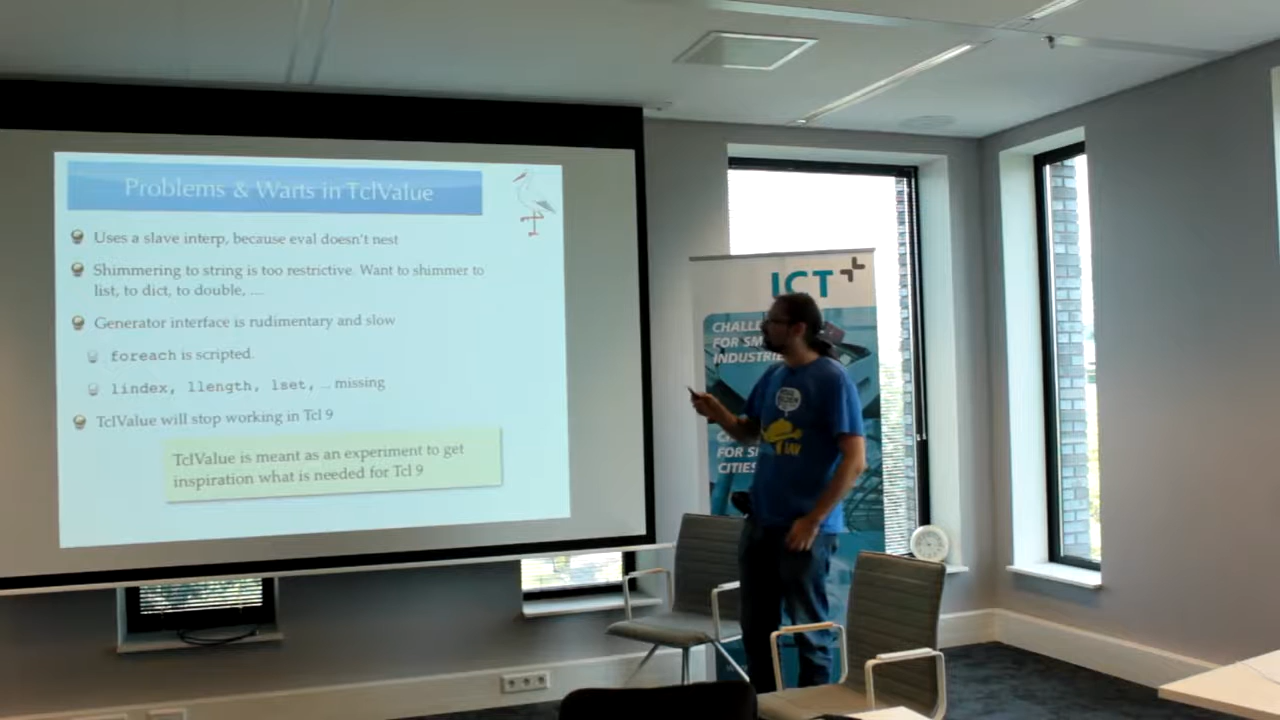 Problems & Warts in TclValue
Uses a slave interp, because eval doesn't nest
Shimmering to string is too restrictive. Want to shimmer to
list, to dict, to double, ...
Generator interface is rudimentary and slow
foreach is scripted.
lindex, llength, lset, ... missing
TclValue will stop working in Tcl 9
TclValue is meant as an experiment to get
inspiration what is needed for Tcl 9
ICT
FOR SM
INDUSTRIE
FOR S
CITIES